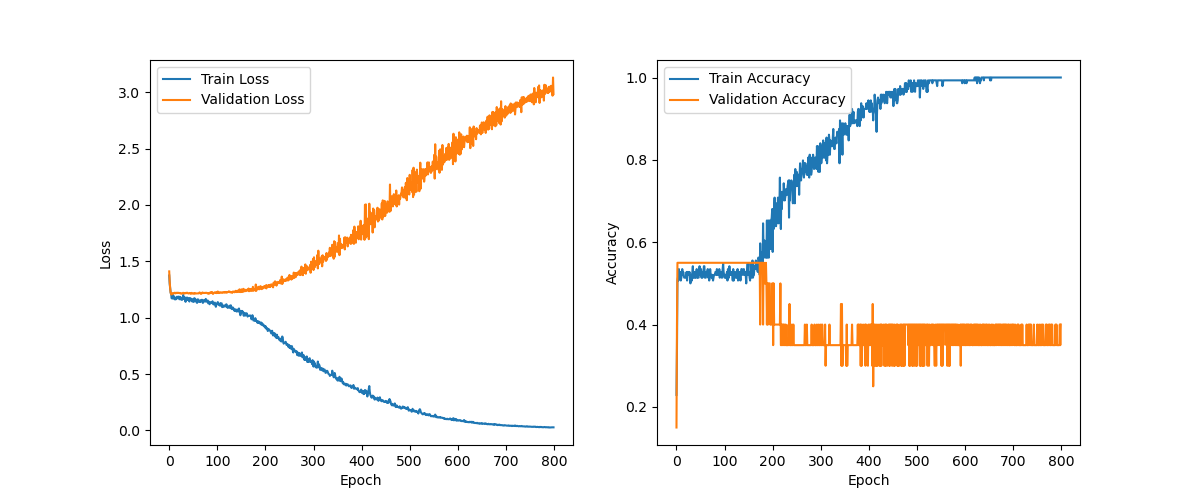 Train Loss
Validation Loss
3.0
2.5
2.0
1.5
1.0
0.5
0.0
Loss
0 100 200 300 400 500 600 700 800
Epoch
Train Accuracy
Validation Accuracy
1.0
0.8
0.6
0.4
0.2
Accuracy
0 100 200 300 400 500 600 700 800
Epoch